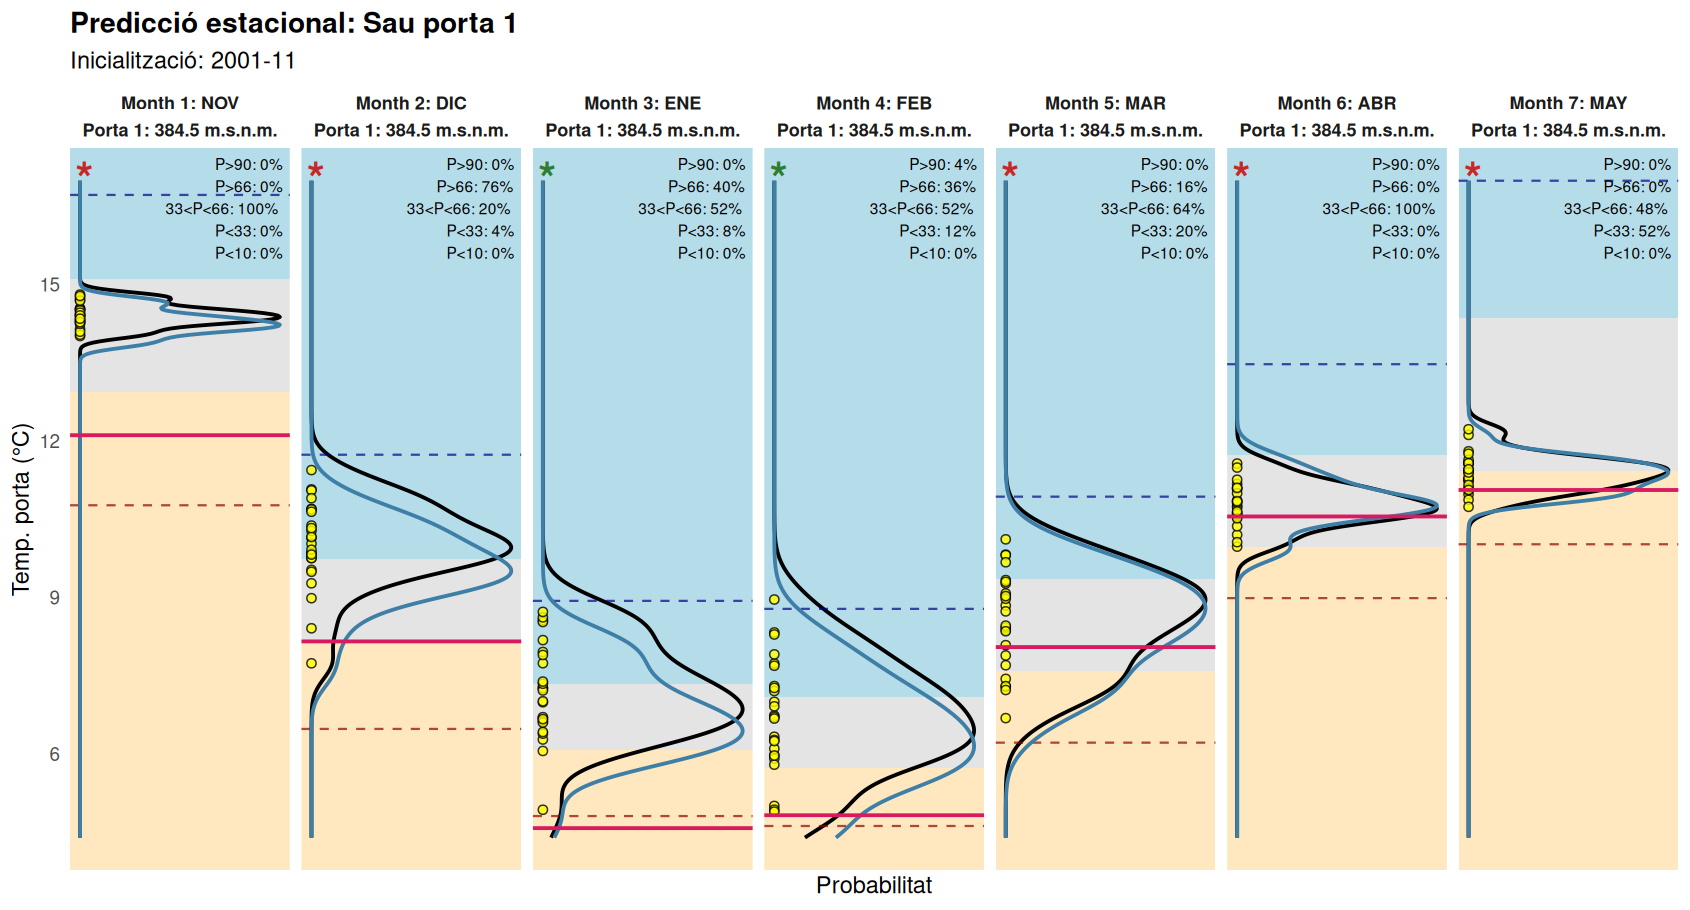 Predicció estacional: Sau porta 1
Inicialització: 2001-11
Month 1: NOV
Porta 1: 384.5 m.s.n.m.
Month 2: DIC
Porta 1: 384.5 m.s.n.m.
Month 3: ENE
Porta 1: 384.5 m.s.n.m.
Month 4: FEB
Porta 1: 384.5 m.s.n.m.
Month 5: MAR
Porta 1: 384.5 m.s.n.m.
Month 6: ABR
Porta 1: 384.5 m.s.n.m.
Month 7: MAY
Porta 1: 384.5 m.s.n.m.
*
P>90: 0%
P>66: 0%
33<P<66: 100%
P<33: 0%
P<10: 0%
*
P>90: 0%
P>66: 76%
33<P<66: 20%
P<33: 4%
P<10: 0%
*
P>90: 0%
P>66: 40%
33<P<66: 52%
P<33: 8%
P<10: 0%
*
P>90: 4%
P>66: 36%
33<P<66: 52%
P<33: 12%
P<10: 0%
*
P>90: 0%
P>66: 16%
33<P<66: 64%
P<33: 20%
P<10: 0%
*
P>90: 0%
P>66: 0%
33<P<66: 100%
P<33: 0%
P<10: 0%
*
P>90: 0%
P>66: 0%
33<P<66: 48%
P<33: 52%
P<10: 0%
15
12
9
6
Temp. porta (°C)
Probabilitat